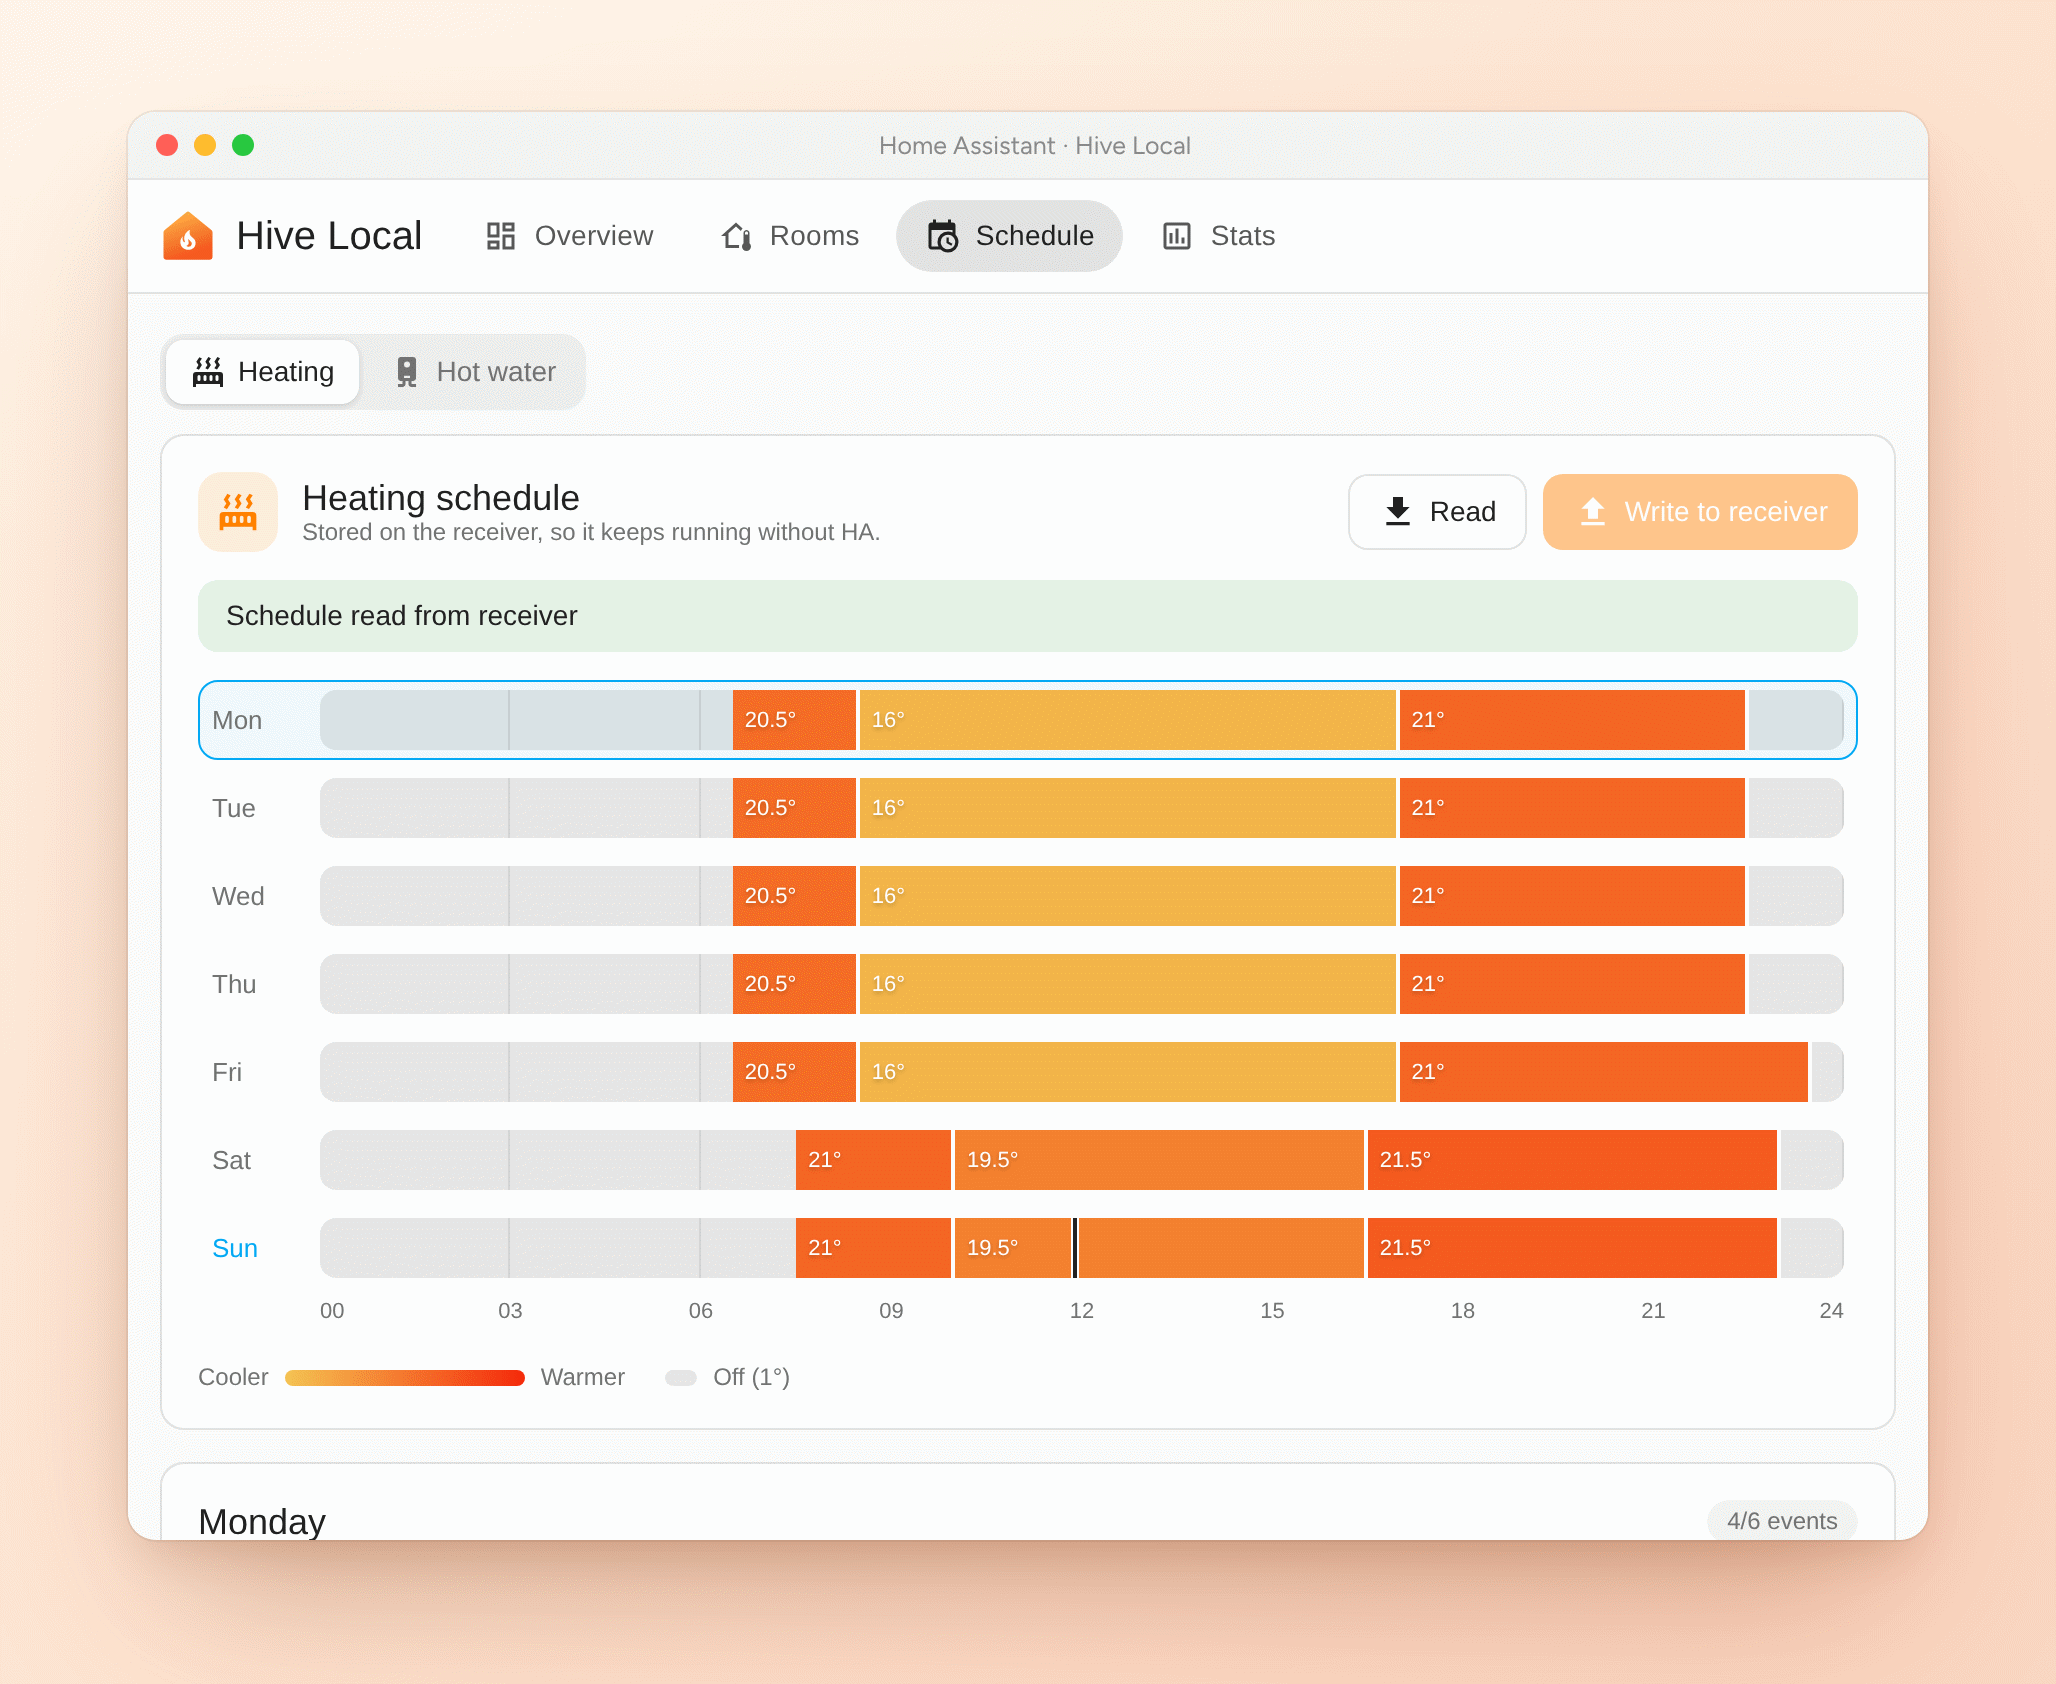 Home Assistant · Hive Local
Hive Local
Overview
Rooms
Schedule
Stats
Heating
Hot water
Heating schedule
Stored on the receiver, so it keeps running without HA.
Read
Write to receiver
Schedule read from receiver
Mon 20.5° 16° 21°
Tue 20.5° 16° 21°
Wed 20.5° 16° 21°
Thu 20.5° 16° 21°
Fri 20.5° 16° 21°
Sat 21° 19.5° 21.5°
Sun 21° 19.5° 21.5°
00 03 06 09 12 15 18 21 24
Cooler Warmer Off (1°)
Monday
4/6 events